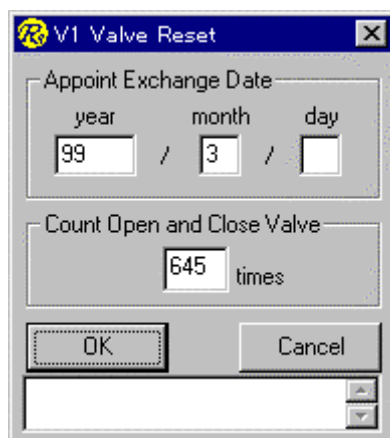 V1 Valve Reset
Appoint Exchange Date
year month day
99 / 3 /
Count Open and Close Valve
645 times
OK Cancel